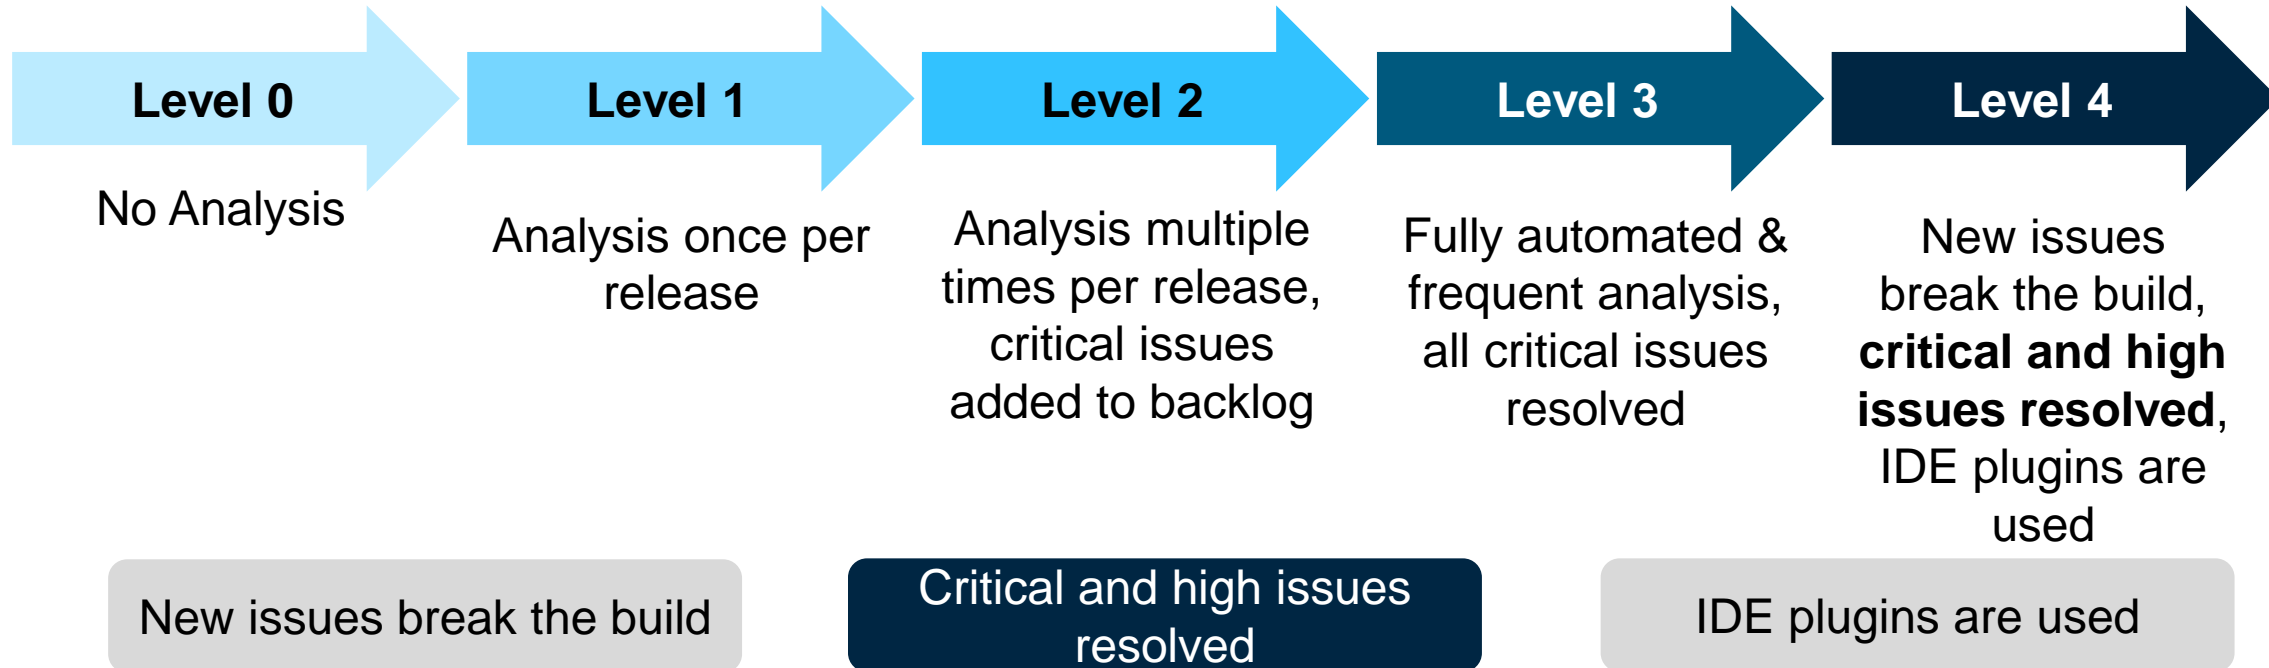 Level 0
Level 1
Level 2
Level 3
Level 4
No Analysis
Analysis once per
release
Analysis multiple
times per release,
critical issues
added to backlog
Fully automated &
frequent analysis,
all critical issues
resolved
New issues
break the build,
critical and high
issues resolved,
IDE plugins are
used
New issues break the build
Critical and high issues
resolved
IDE plugins are used